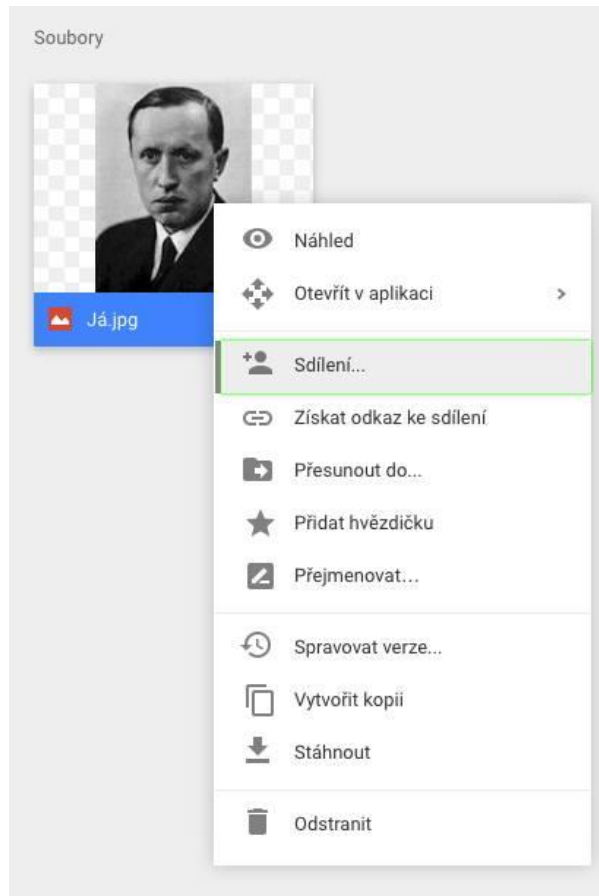 Soubory
Já.jpg
Náhled
Otevřít v aplikaci
Sdílení...
Získat odkaz ke sdílení
Přesunout do...
Přidat hvězdičku
Přejmenovat...
Spravovat verze...
Vytvořit kopii
Stáhnout
Odstranit